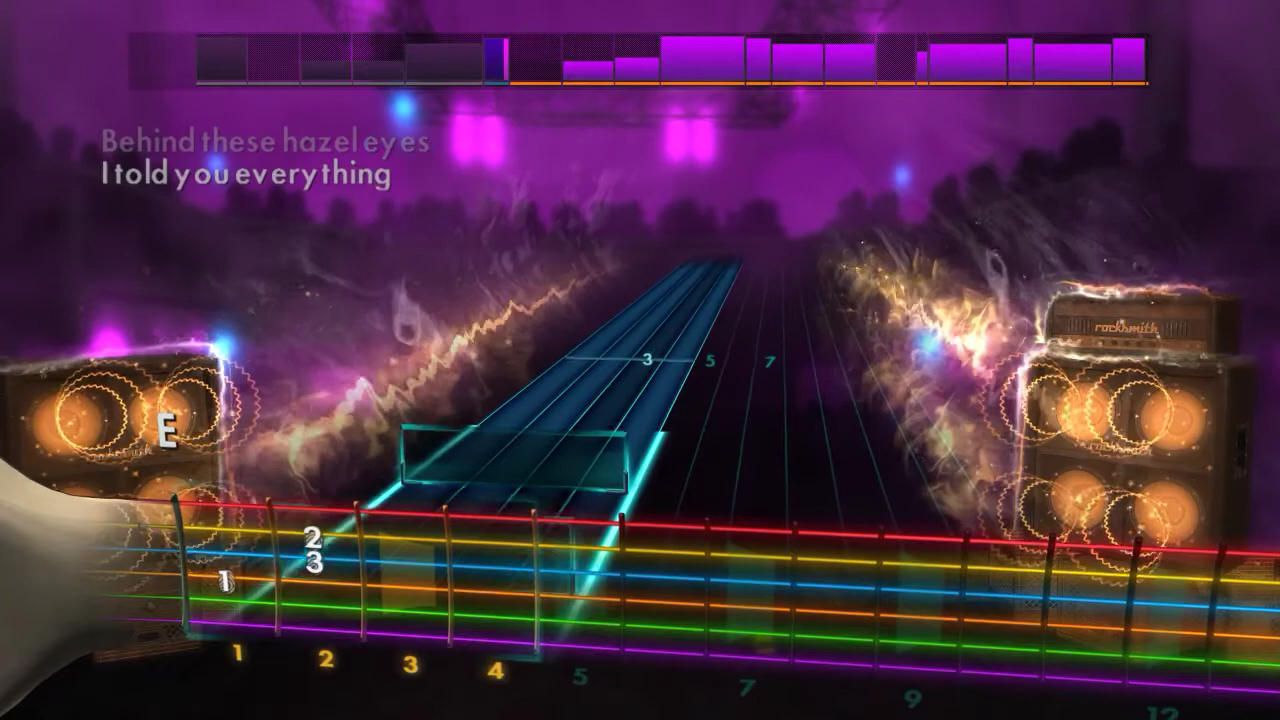 Behind these hazel eyes
I told you everything
rocksmith
3 5 7
E
2
3
1
1 2 3 4 5 7 9 12